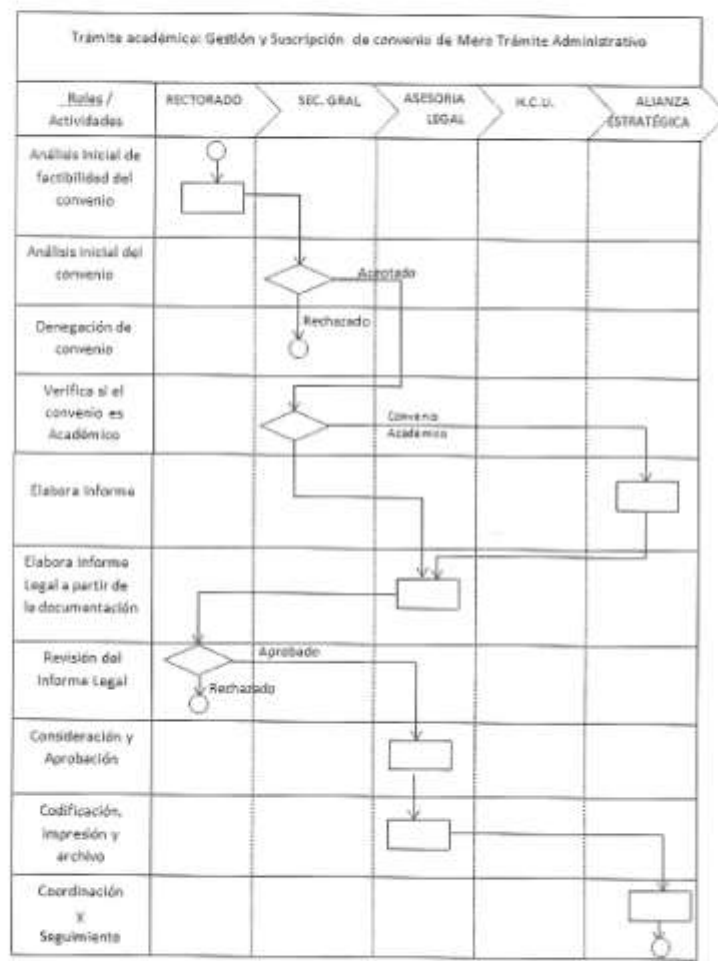 Trámite académico: Gestión y Suscripción de convenio de Mero Trámite Administrativo
Roles /
Actividades
RECTORADO
SEC. GRAL
ASESORIA
LEGAL
H.C.U.
ALIANZA
ESTRATÉGICA
Análisis Inicial de
factibilidad del
convenio
Análisis inicial del
convenio
Aprobado
Rechazado
Denegación de
convenio
Verifica si el
convenio es
Académico
Convenio
Académico
Elabora Informe
Elabora Informe
Legal a partir de
la documentación
Revisión del
Informe Legal
Aprobado
Rechazado
Consideración y
Aprobación
Codificación,
impresión y
archivo
Coordinación
y
Seguimiento